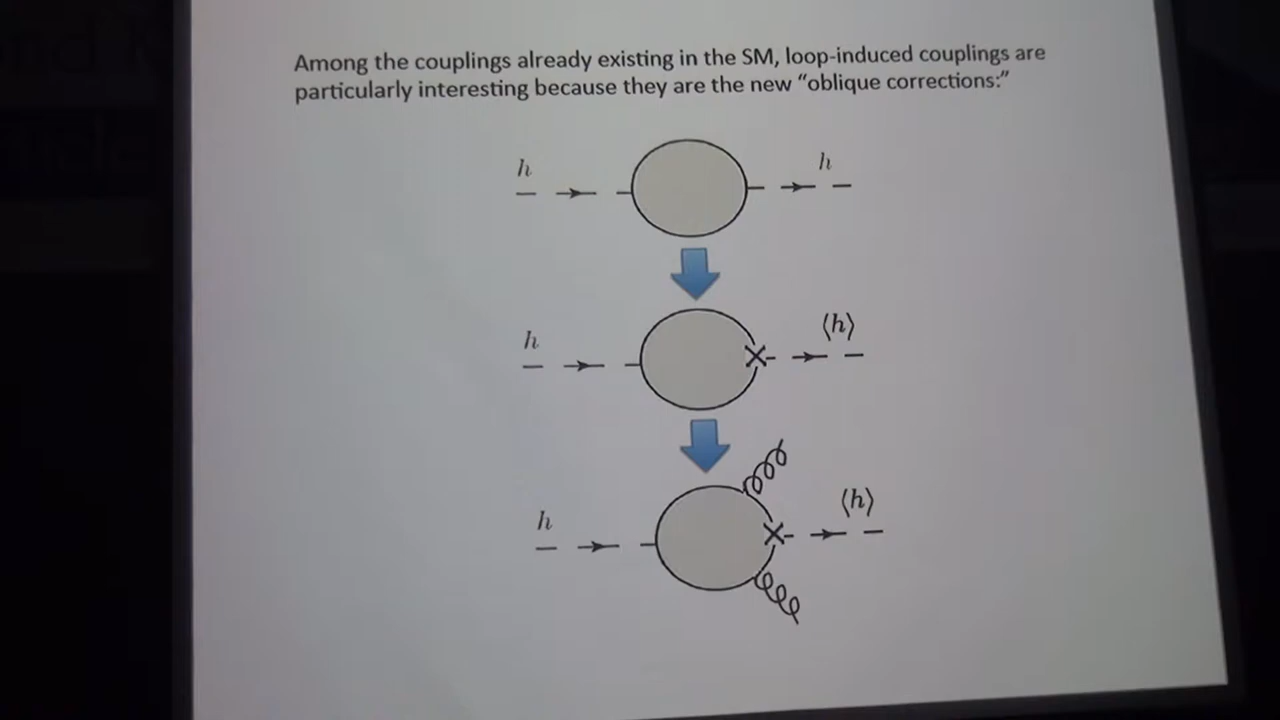 Among the couplings already existing in the SM, loop-induced couplings are
particularly interesting because they are the new “oblique corrections:”
h h
h ⟨h⟩
h ⟨h⟩